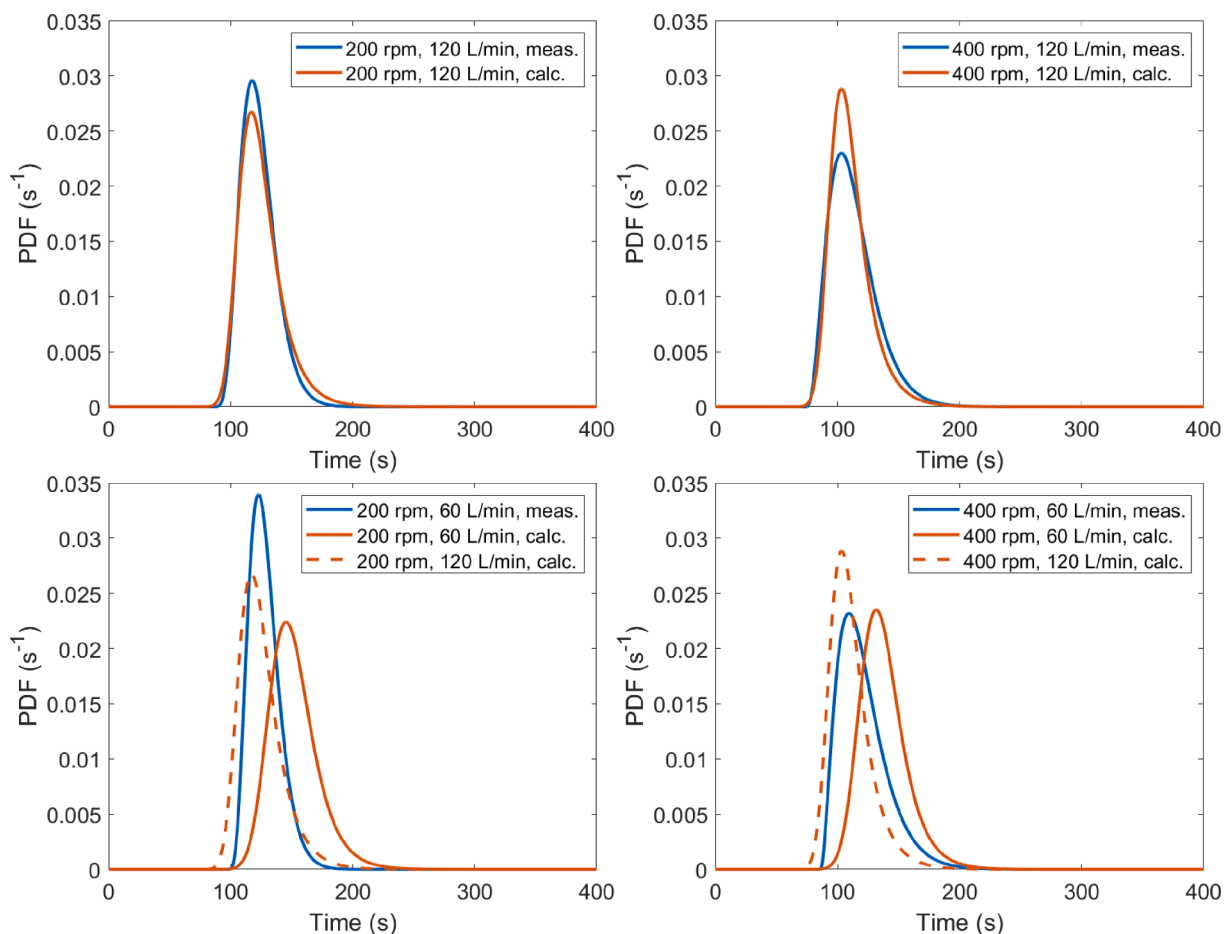 0.035
0.03
0.025
0.02
0.015
0.01
0.005
0
PDF (s-1)
200 rpm, 120 L/min, meas.
200 rpm, 120 L/min, calc.
0 100 200 300 400
Time (s)
0.035
0.03
0.025
0.02
0.015
0.01
0.005
0
PDF (s-1)
400 rpm, 120 L/min, meas.
400 rpm, 120 L/min, calc.
0 100 200 300 400
Time (s)
0.035
0.03
0.025
0.02
0.015
0.01
0.005
0
PDF (s-1)
200 rpm, 60 L/min, meas.
200 rpm, 60 L/min, calc.
200 rpm, 120 L/min, calc.
0 100 200 300 400
Time (s)
0.035
0.03
0.025
0.02
0.015
0.01
0.005
0
PDF (s-1)
400 rpm, 60 L/min, meas.
400 rpm, 60 L/min, calc.
400 rpm, 120 L/min, calc.
0 100 200 300 400
Time (s)